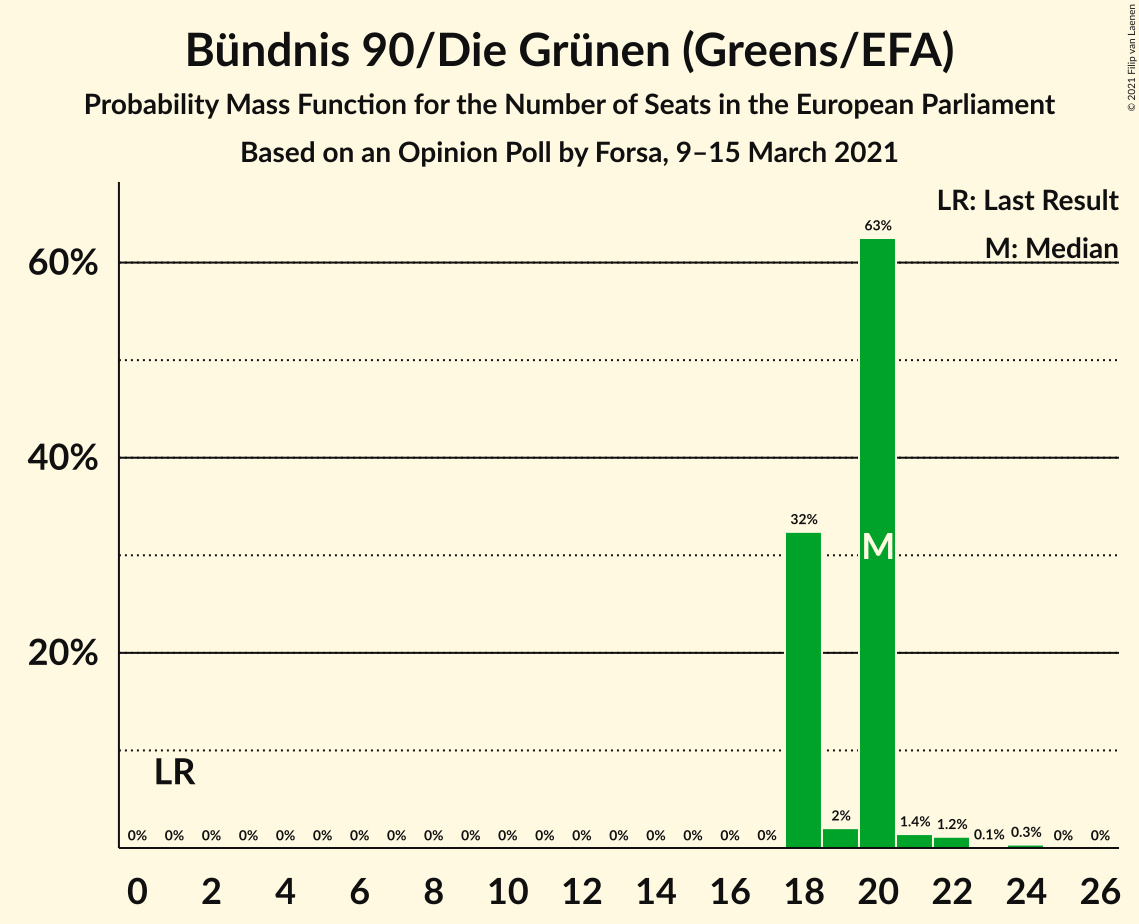 Bündnis 90/Die Grünen (Greens/EFA)
Probability Mass Function for the Number of Seats in the European Parliament
Based on an Opinion Poll by Forsa, 9–15 March 2021
© 2021 Filip van Laenen
LR: Last Result
M: Median
60%
40%
20%
63%
32%
M
LR
0% 0% 0% 0% 0% 0% 0% 0% 0% 0% 0% 0% 0% 0% 0% 0% 0% 0% 2% 1.4% 1.2% 0.1% 0.3% 0% 0%
0 2 4 6 8 10 12 14 16 18 20 22 24 26